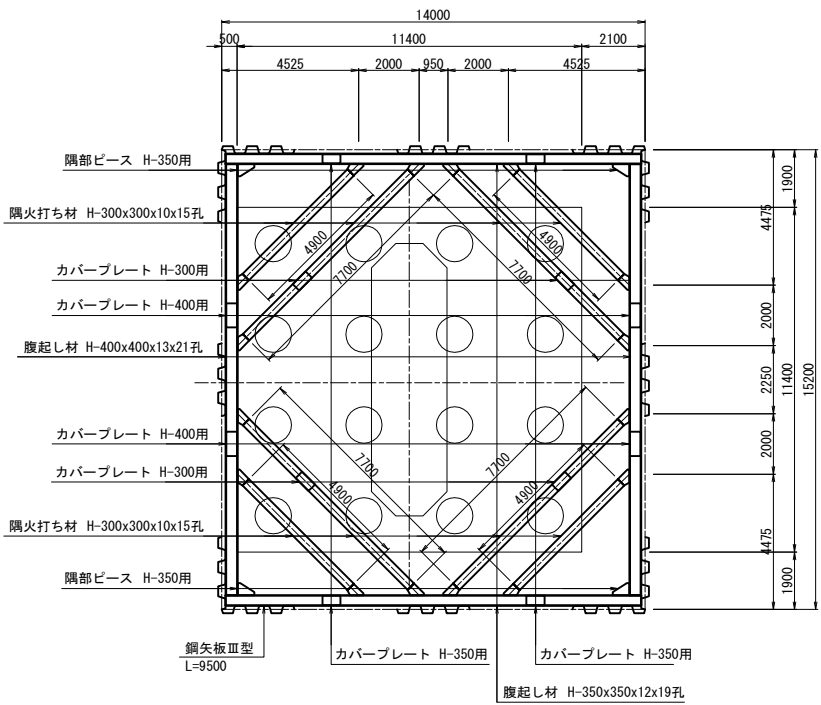 14000
500
11400
2100
4525
2000
950
2000
4525
隅部ピース H-350用
隅火打ち材 H-300x300x10x15孔
カバープレート H-300用
カバープレート H-400用
腹起し材 H-400x400x13x21孔
カバープレート H-400用
カバープレート H-300用
隅火打ち材 H-300x300x10x15孔
隅部ピース H-350用
鋼矢板Ⅲ型
L=9500
カバープレート H-350用
カバープレート H-350用
腹起し材 H-350x350x12x19孔
4900
7700
4900
7700
7700
4900
7700
4900
4475
2000
2250
2000
4475
1900
11400
1900
15200